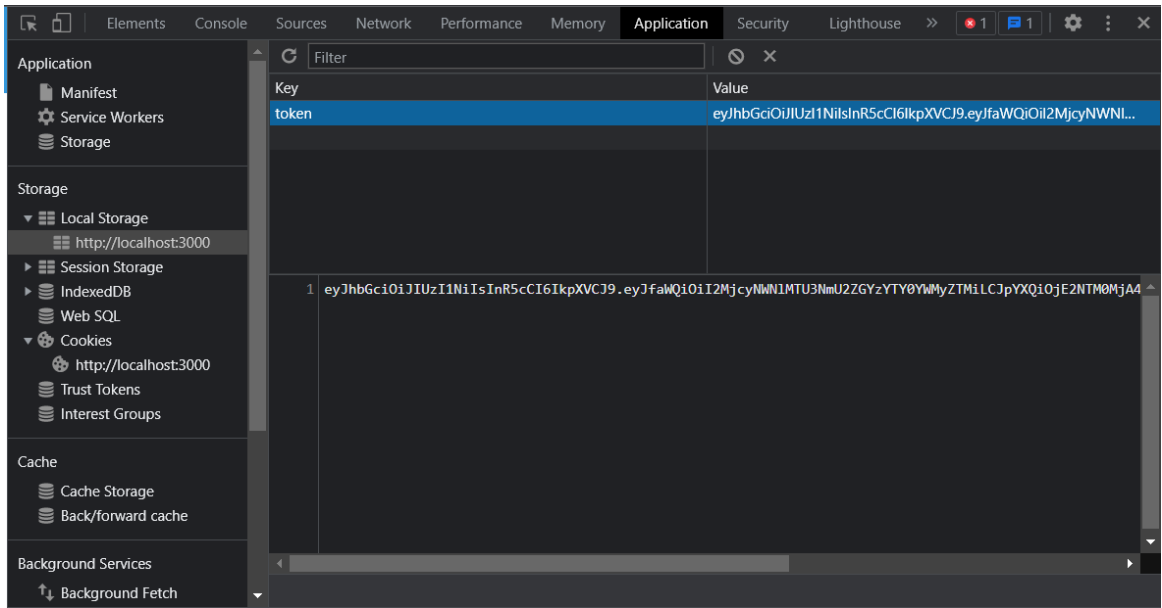 Elements Console Sources Network Performance Memory Application Security Lighthouse » 1 1
Application
Manifest
Service Workers
Storage
Storage
Local Storage
http://localhost:3000
Session Storage
IndexedDB
Web SQL
Cookies
http://localhost:3000
Trust Tokens
Interest Groups
Cache
Cache Storage
Back/forward cache
Background Services
Background Fetch
Filter
Key Value
token eyJhbGciOiJIUzI1NiIsInR5cCI6IkpXVCJ9.eyJfaWQiOiI2MjcyNWNl...
1 eyJhbGciOiJIUzI1NiIsInR5cCI6IkpXVCJ9.eyJfaWQiOiI2MjcyNWNlMTU3NmU2ZGYzYTY0YWMyZTMiLCJpYXQiOjE2NTM0MjA4